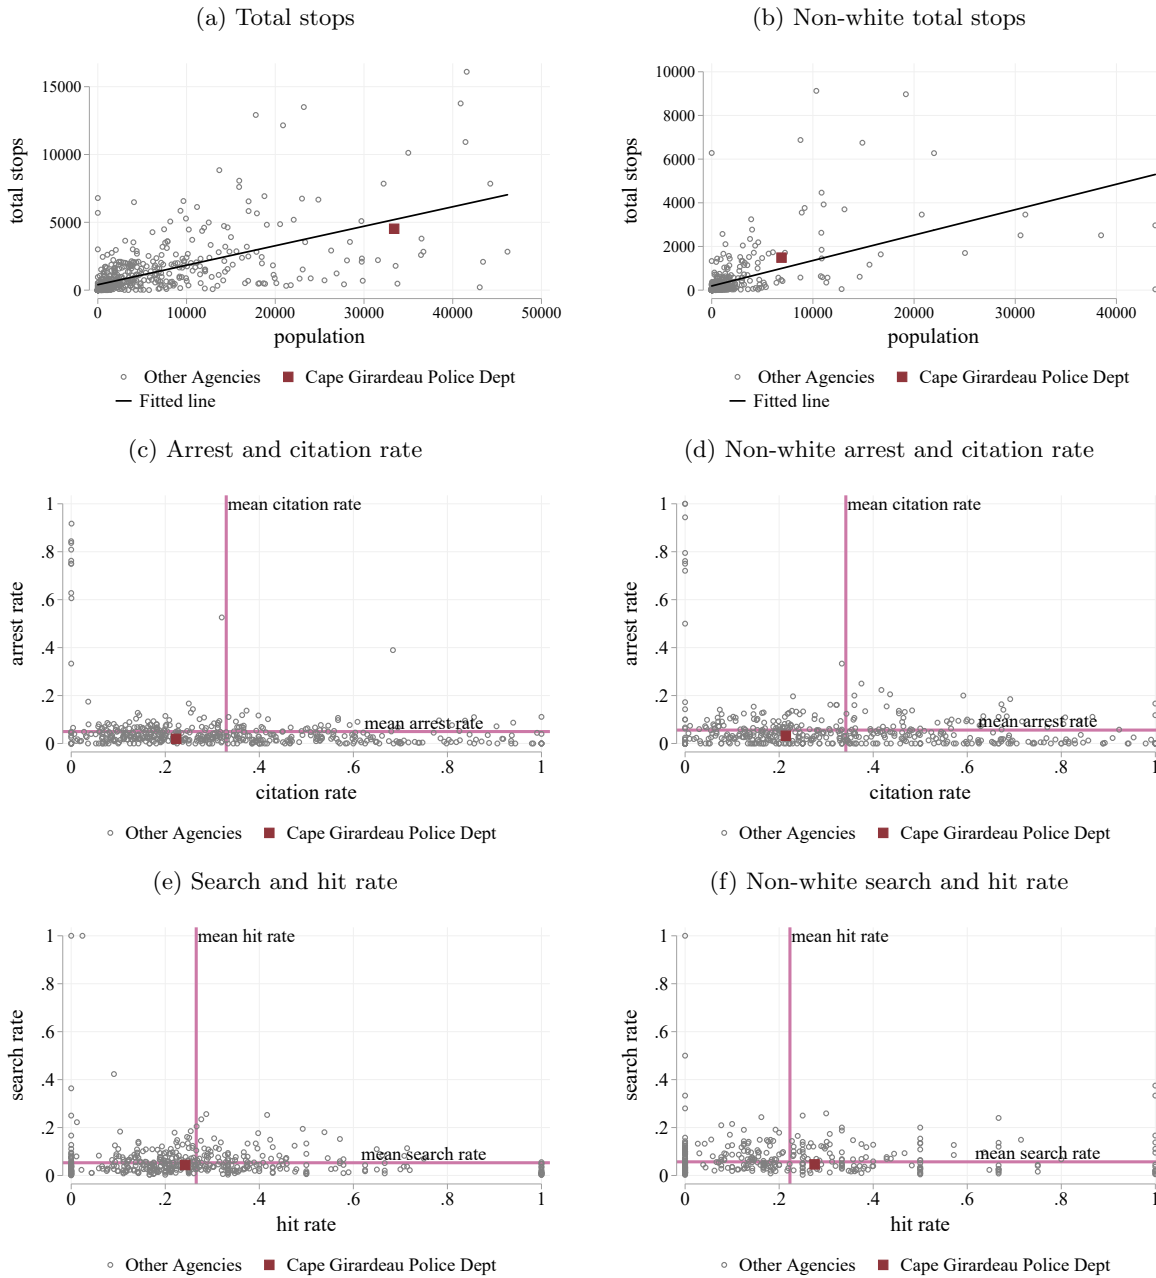 (a) Total stops
(b) Non-white total stops
total stops
15000
10000
5000
0
0 10000 20000 30000 40000 50000
population
Other Agencies Cape Girardeau Police Dept
Fitted line
total stops
10000
8000
6000
4000
2000
0
0 10000 20000 30000 40000
population
Other Agencies Cape Girardeau Police Dept
Fitted line
(c) Arrest and citation rate
(d) Non-white arrest and citation rate
arrest rate
1
.8
.6
.4
.2
0
mean citation rate
mean arrest rate
0 .2 .4 .6 .8 1
citation rate
Other Agencies Cape Girardeau Police Dept
arrest rate
1
.8
.6
.4
.2
0
mean citation rate
mean arrest rate
0 .2 .4 .6 .8 1
citation rate
Other Agencies Cape Girardeau Police Dept
(e) Search and hit rate
(f) Non-white search and hit rate
search rate
1
.8
.6
.4
.2
0
mean hit rate
mean search rate
0 .2 .4 .6 .8 1
hit rate
Other Agencies Cape Girardeau Police Dept
search rate
1
.8
.6
.4
.2
0
mean hit rate
mean search rate
0 .2 .4 .6 .8 1
hit rate
Other Agencies Cape Girardeau Police Dept